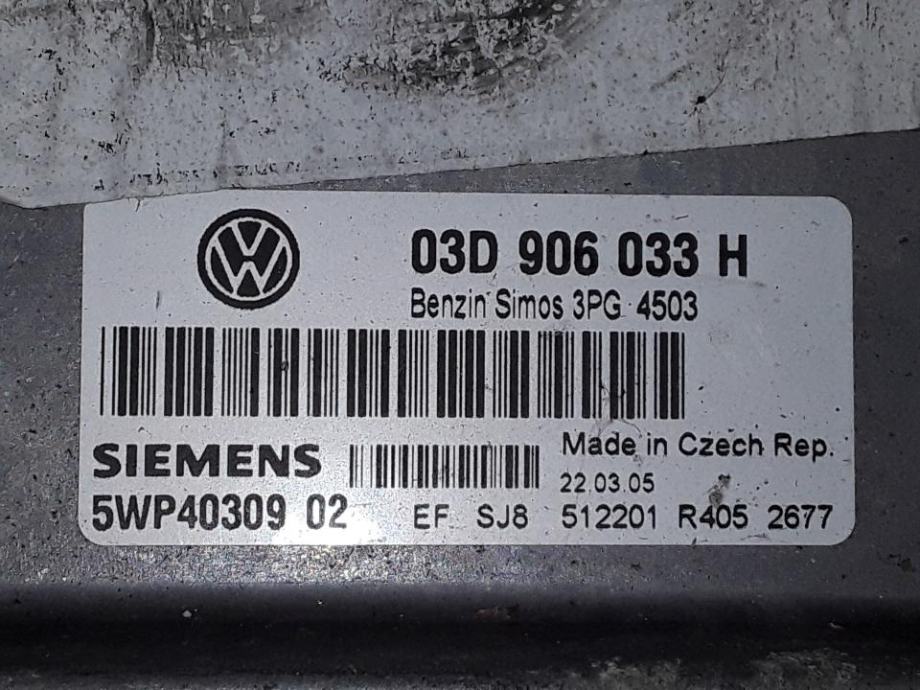 03D 906 033 H
Benzin Simos 3PG 4503
SIEMENS
Made in Czech Rep.
22.03.05
5WP40309 02
EF SJ8 512201 R405 2677